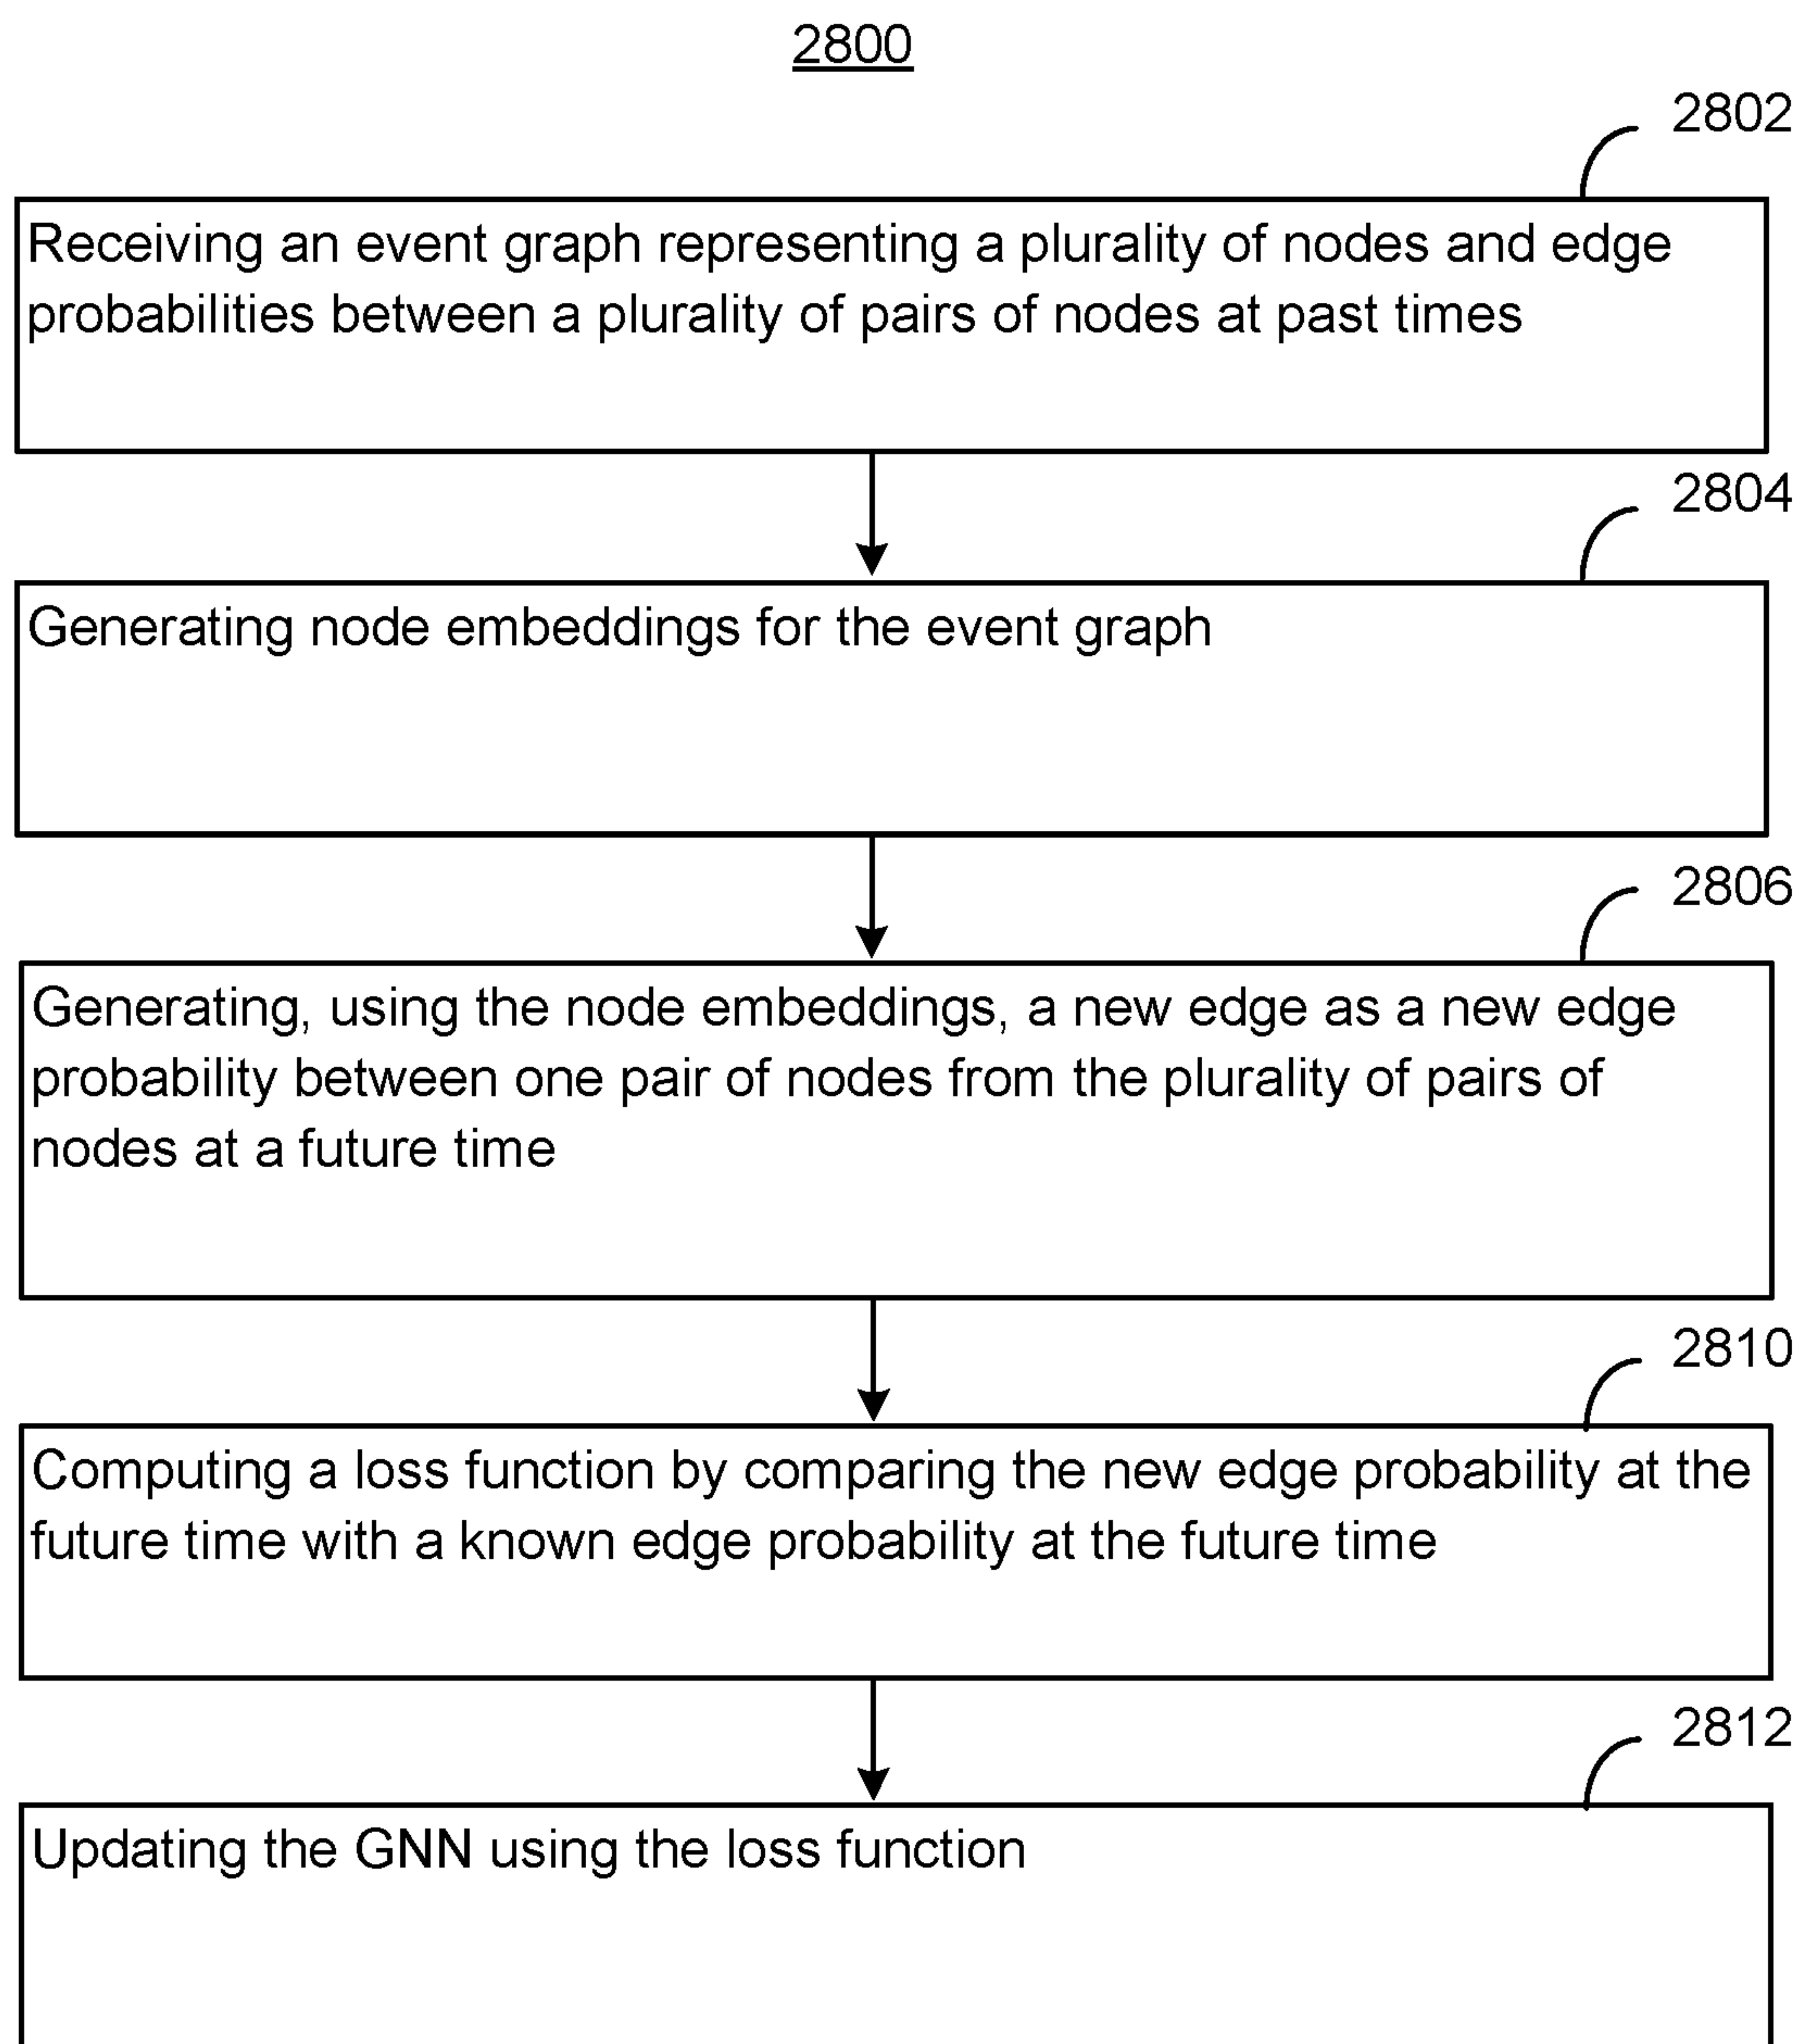 2800
2802
Receiving an event graph representing a plurality of nodes and edge
probabilities between a plurality of pairs of nodes at past times
2804
Generating node embeddings for the event graph
2806
Generating, using the node embeddings, a new edge as a new edge
probability between one pair of nodes from the plurality of pairs of
nodes at a future time
2810
Computing a loss function by comparing the new edge probability at the
future time with a known edge probability at the future time
2812
Updating the GNN using the loss function